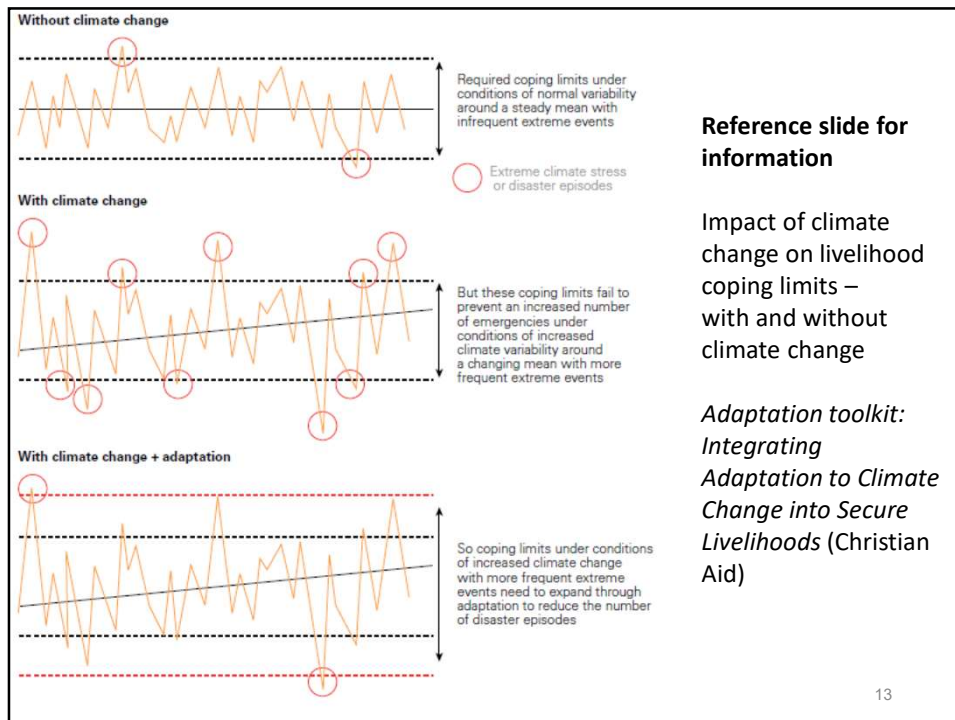 Without climate change
Required coping limits under
conditions of normal variability
around a steady mean with
infrequent extreme events
Extreme climate stress
or disaster episodes
With climate change
But these coping limits fail to
prevent an increased number
of emergencies under
conditions of increased
climate variability around
a changing mean with more
frequent extreme events
With climate change + adaptation
So coping limits under conditions
of increased climate change
with more frequent extreme
events need to expand through
adaptation to reduce the number
of disaster episodes
Reference slide for
information
Impact of climate
change on livelihood
coping limits –
with and without
climate change
Adaptation toolkit:
Integrating
Adaptation to Climate
Change into Secure
Livelihoods (Christian
Aid)
13